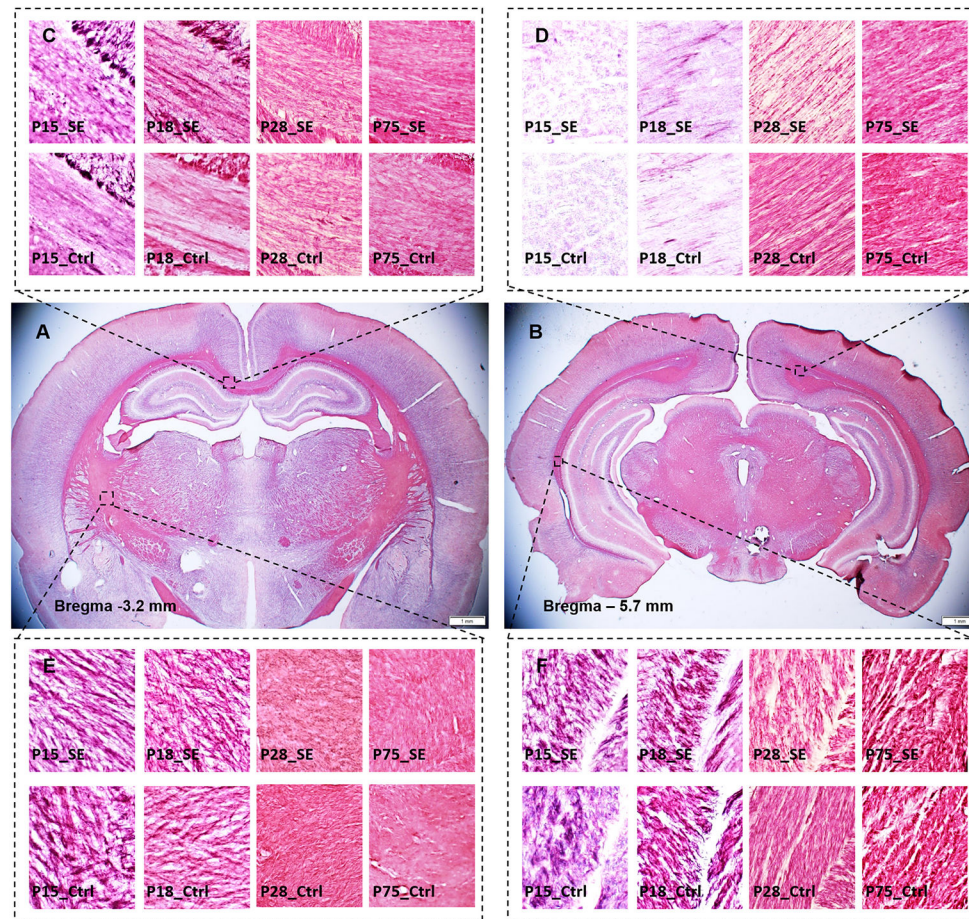 C
D
P15_SE
P18_SE
P28_SE
P75_SE
P15_SE
P18_SE
P28_SE
P75_SE
P15_Ctrl
P18_Ctrl
P28_Ctrl
P75_Ctrl
P15_Ctrl
P18_Ctrl
P28_Ctrl
P75_Ctrl
A
B
Bregma -3.2 mm
1 mm
Bregma – 5.7 mm
1 mm
E
F
P15_SE
P18_SE
P28_SE
P75_SE
P15_SE
P18_SE
P28_SE
P75_SE
P15_Ctrl
P18_Ctrl
P28_Ctrl
P75_Ctrl
P15_Ctrl
P18_Ctrl
P28_Ctrl
P75_Ctrl